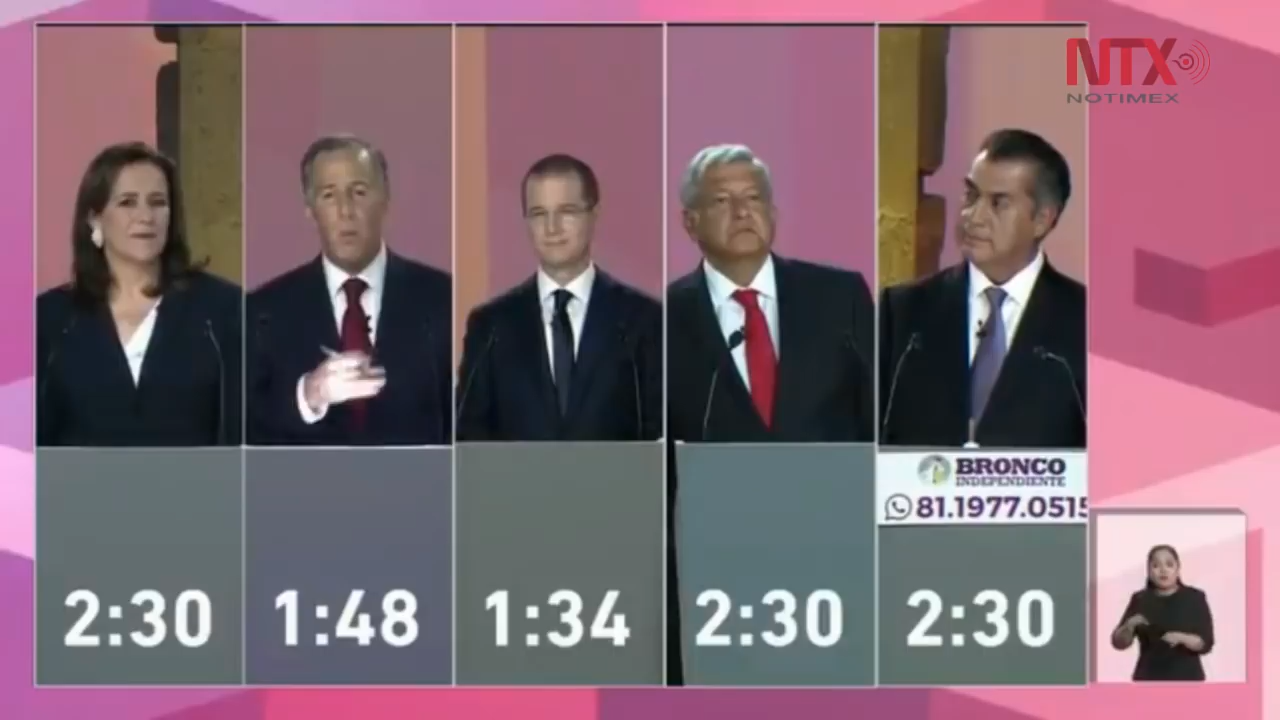 NTX
NOTIMEX
BRONCO
INDEPENDIENTE
81.1977.0515
2:30
1:48
1:34
2:30
2:30